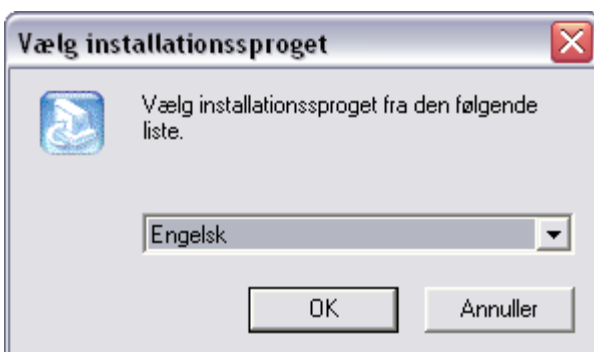 Vælg installationssproget
Vælg installationssproget fra den følgende
liste.
Engelsk
OK
Annuller